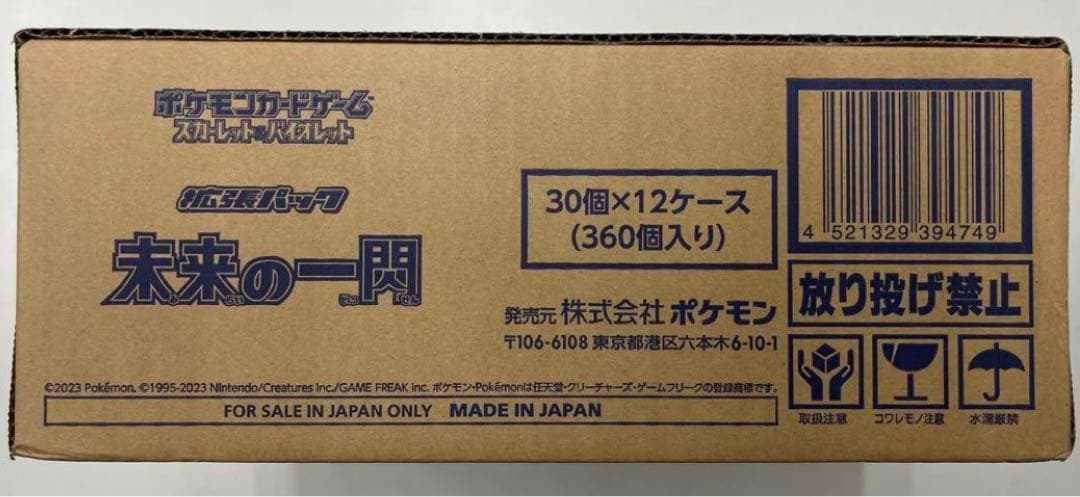 ポケモンカードゲーム
スカーレット&バイオレット
拡張パック
未来の一閃
み らい いっ せん
30個×12ケース
(360個入り)
発売元 株式会社 ポケモン
〒106-6108 東京都港区六本木6-10-1
4 521329 394749
放り投げ禁止
取扱注意 コワレモノ注意 水濡厳禁
©2023 Pokémon. ©1995-2023 Nintendo/Creatures Inc./GAME FREAK inc. ポケモン・Pokémonは任天堂・クリーチャーズ・ゲームフリークの登録商標です。
FOR SALE IN JAPAN ONLY MADE IN JAPAN